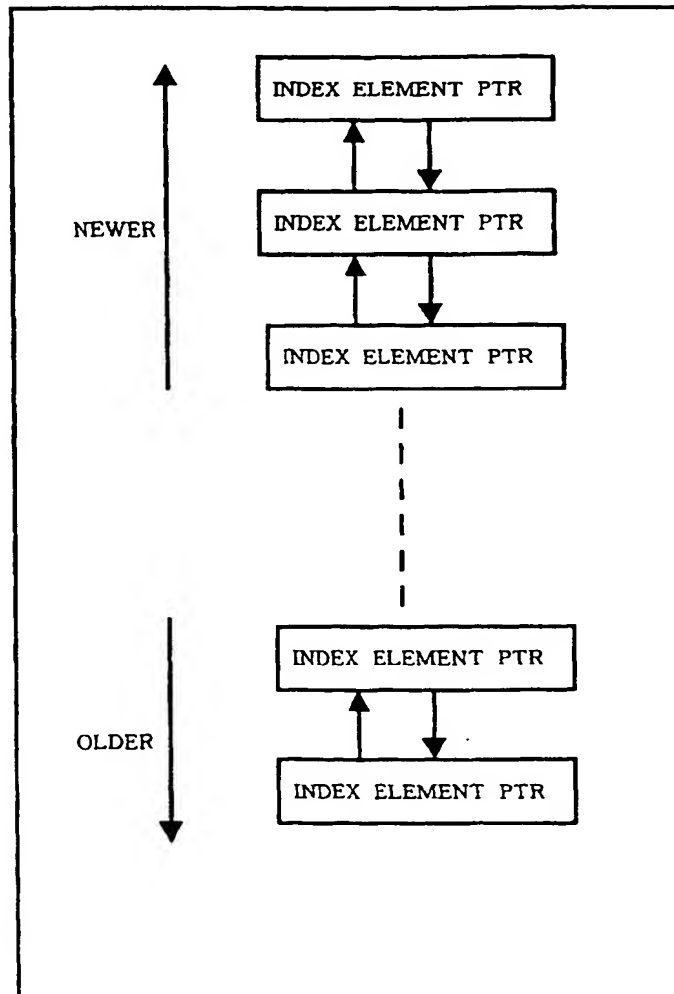 INDEX ELEMENT PTR
NEWER
INDEX ELEMENT PTR
INDEX ELEMENT PTR
INDEX ELEMENT PTR
OLDER
INDEX ELEMENT PTR